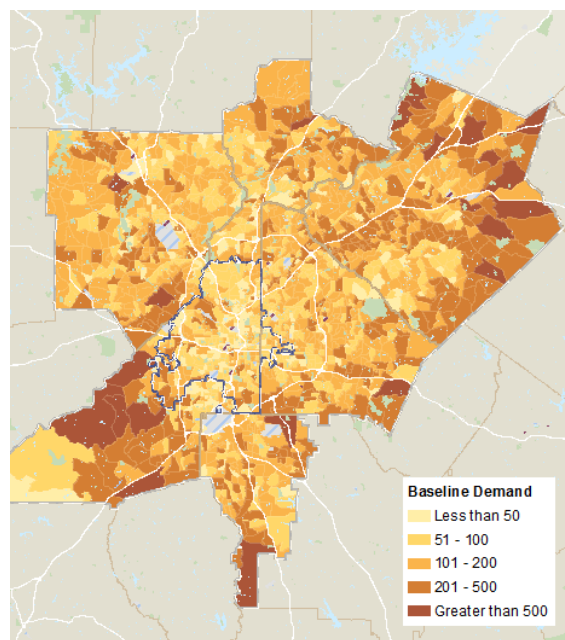 Baseline Demand
Less than 50
51 - 100
101 - 200
201 - 500
Greater than 500